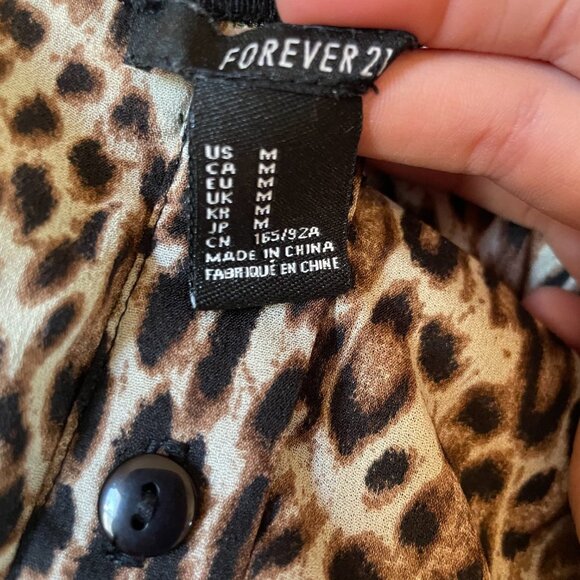 FOREVER 21
US M
CA M
EU M
UK M
KR M
JP M
CN 165/92A
MADE IN CHINA
FABRIQUÉ EN CHINE